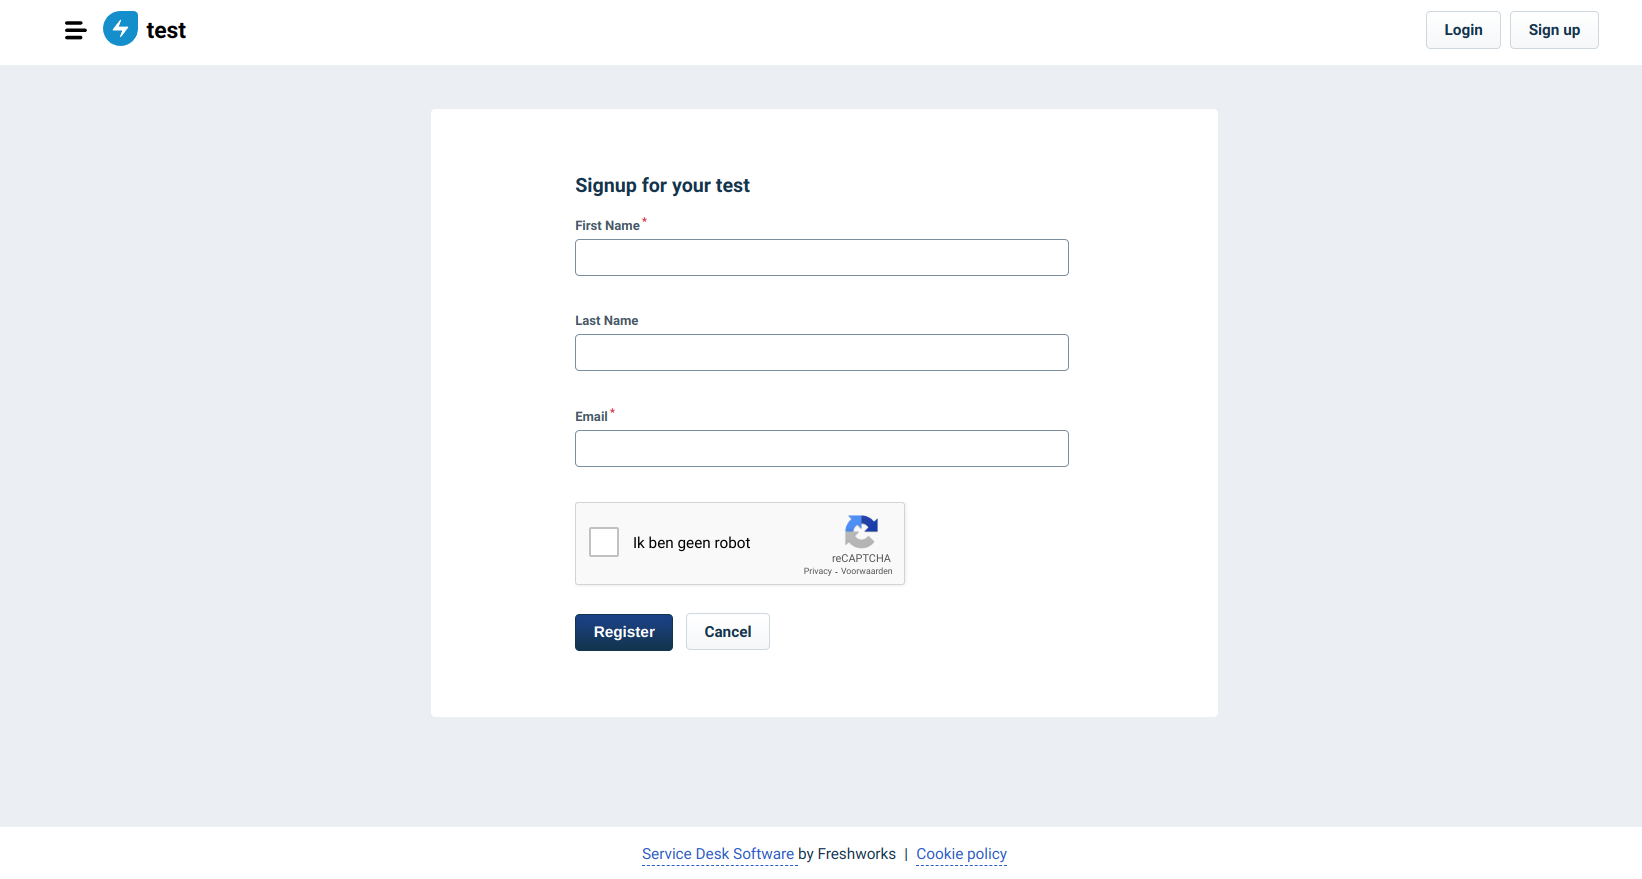 test
Login
Sign up
Signup for your test
First Name *
Last Name
Email *
Ik ben geen robot
reCAPTCHA
Privacy - Voorwaarden
Register
Cancel
Service Desk Software by Freshworks | Cookie policy